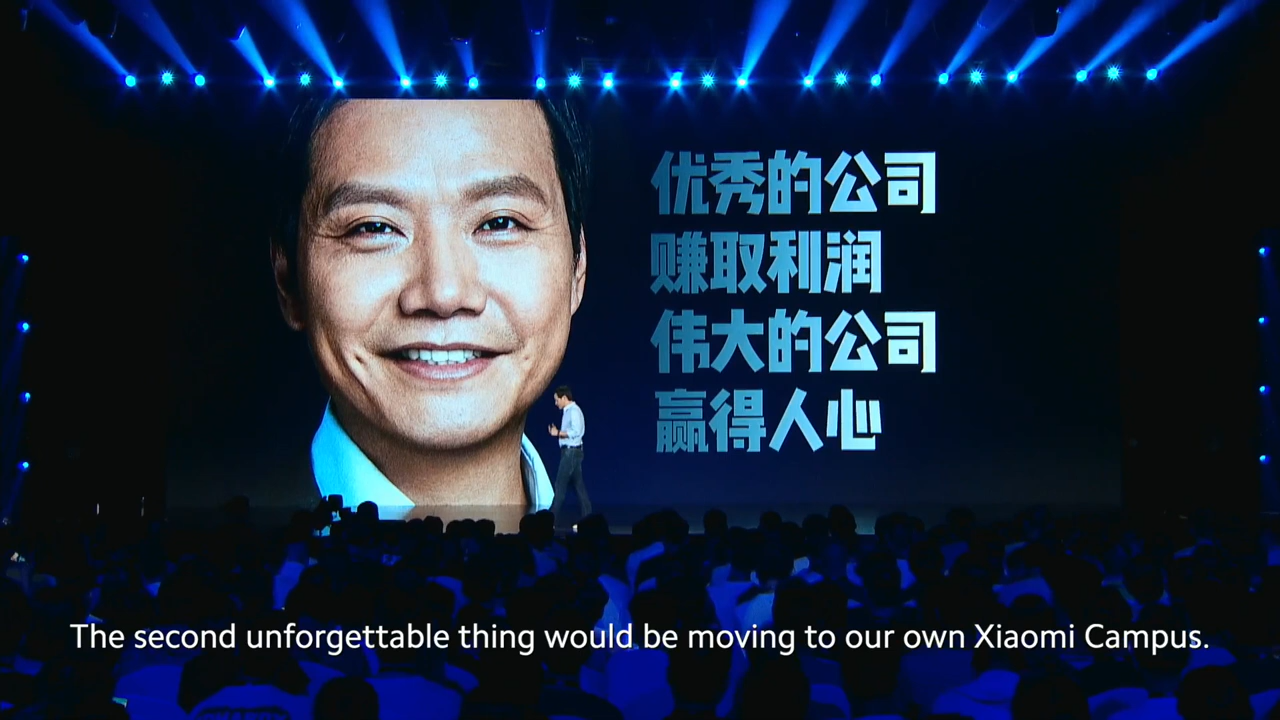 优秀的公司
赚取利润
伟大的公司
赢得人心
The second unforgettable thing would be moving to our own Xiaomi Campus.